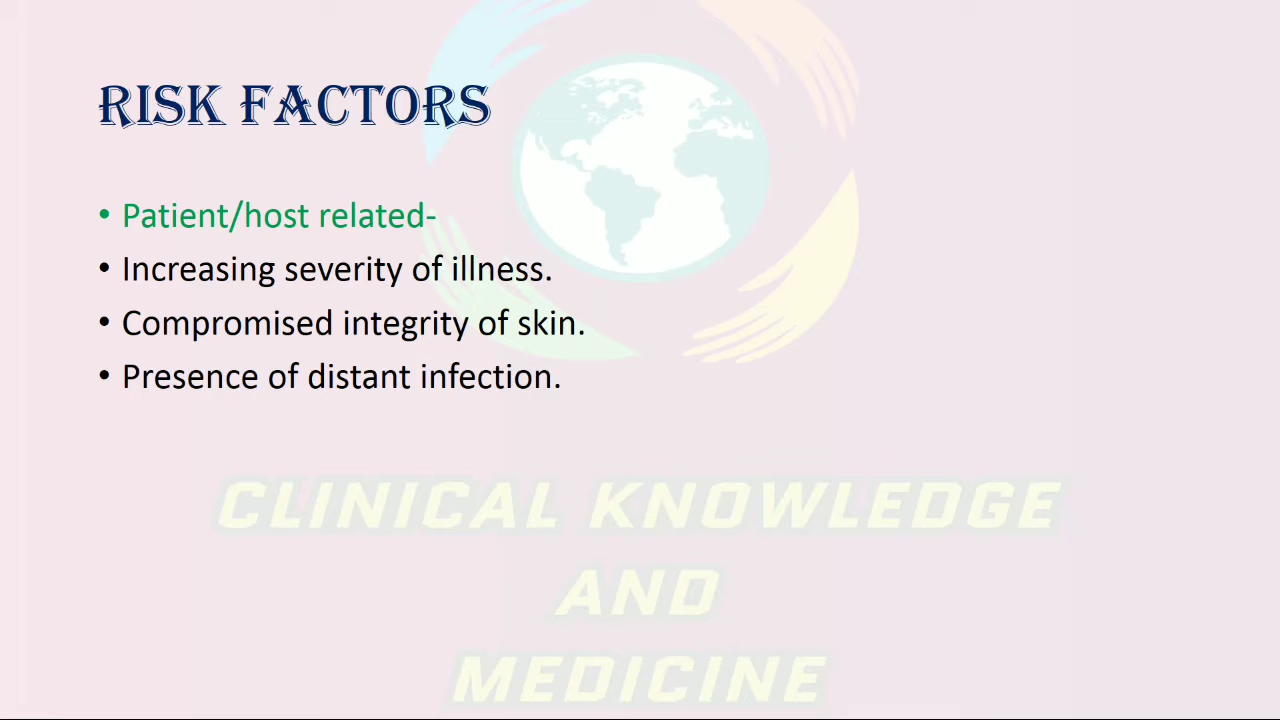 RISK FACTORS
• Patient/host related-
• Increasing severity of illness.
• Compromised integrity of skin.
• Presence of distant infection.
CLINICAL KNOWLEDGE
AND
MEDICINE